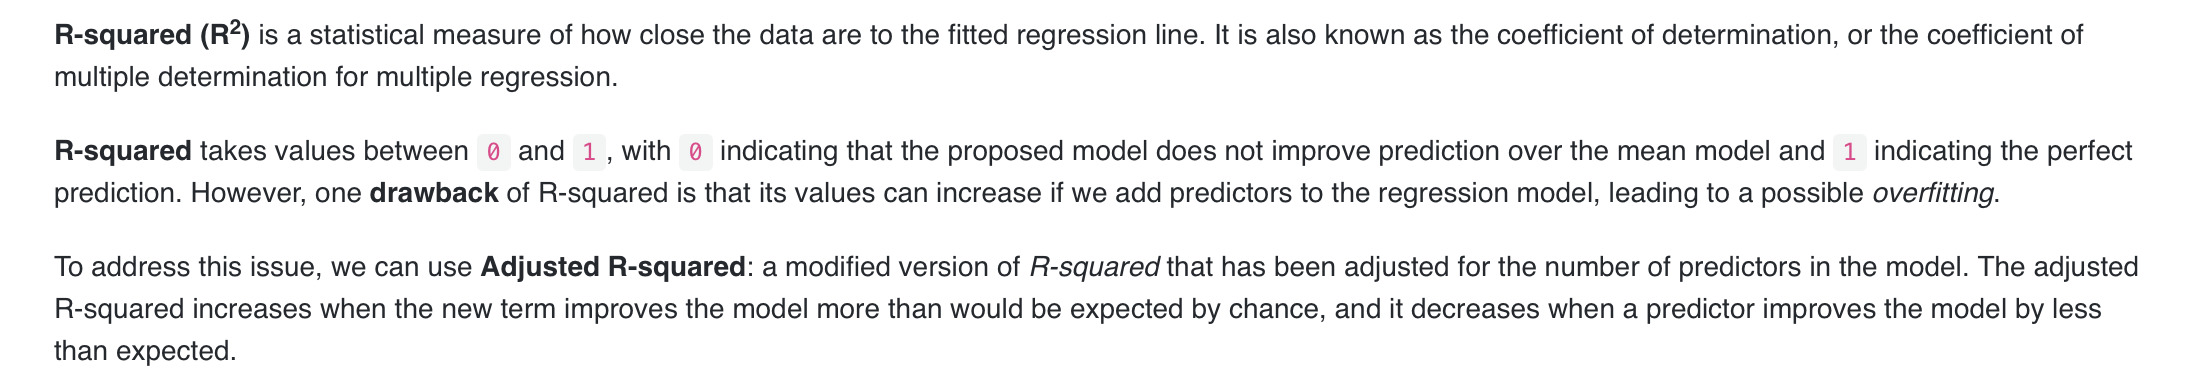 R-squared (R²) is a statistical measure of how close the data are to the fitted regression line. It is also known as the coefficient of determination, or the coefficient of
multiple determination for multiple regression.
R-squared takes values between 0 and 1, with 0 indicating that the proposed model does not improve prediction over the mean model and 1 indicating the perfect
prediction. However, one drawback of R-squared is that its values can increase if we add predictors to the regression model, leading to a possible overfitting.
To address this issue, we can use Adjusted R-squared: a modified version of R-squared that has been adjusted for the number of predictors in the model. The adjusted
R-squared increases when the new term improves the model more than would be expected by chance, and it decreases when a predictor improves the model by less
than expected.